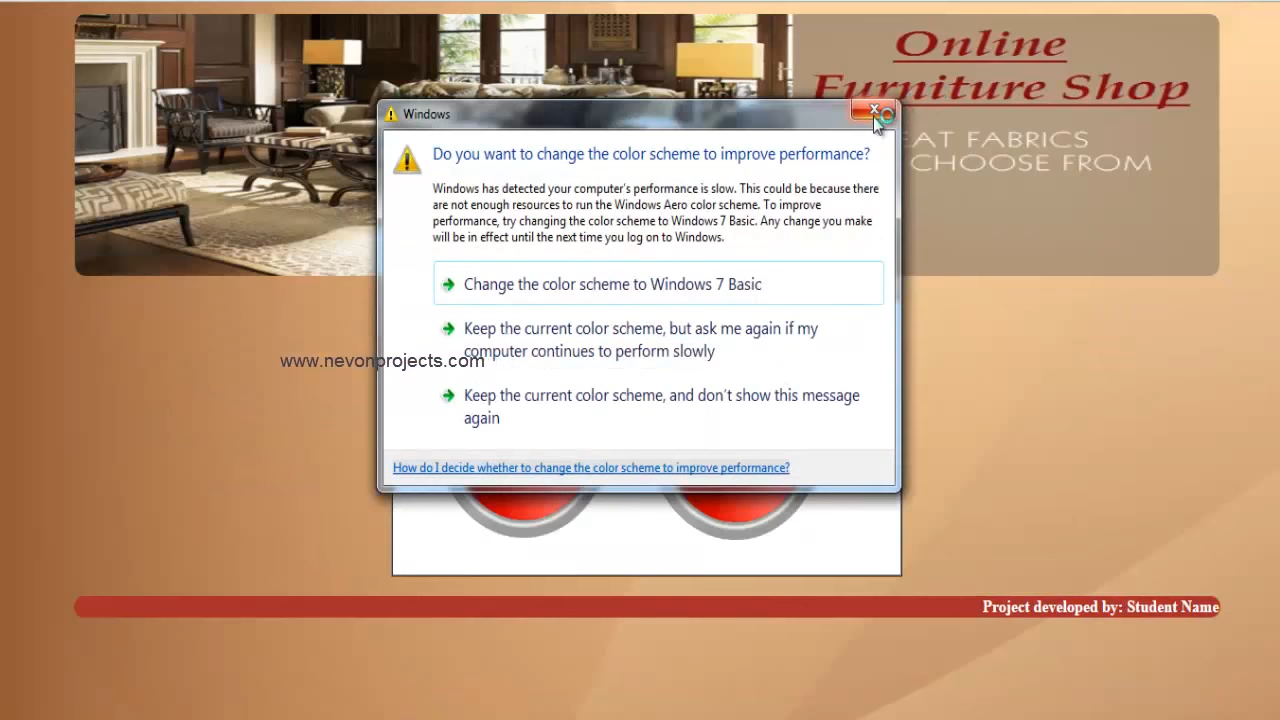 Online
Furniture Shop
EAT FABRICS
CHOOSE FROM
Windows
Do you want to change the color scheme to improve performance?
Windows has detected your computer's performance is slow. This could be because there
are not enough resources to run the Windows Aero color scheme. To improve
performance, try changing the color scheme to Windows 7 Basic. Any change you make
will be in effect until the next time you log on to Windows.
Change the color scheme to Windows 7 Basic
Keep the current color scheme, but ask me again if my
computer continues to perform slowly
www.nevonprojects.com
Keep the current color scheme, and don't show this message
again
How do I decide whether to change the color scheme to improve performance?
Project developed by: Student Name